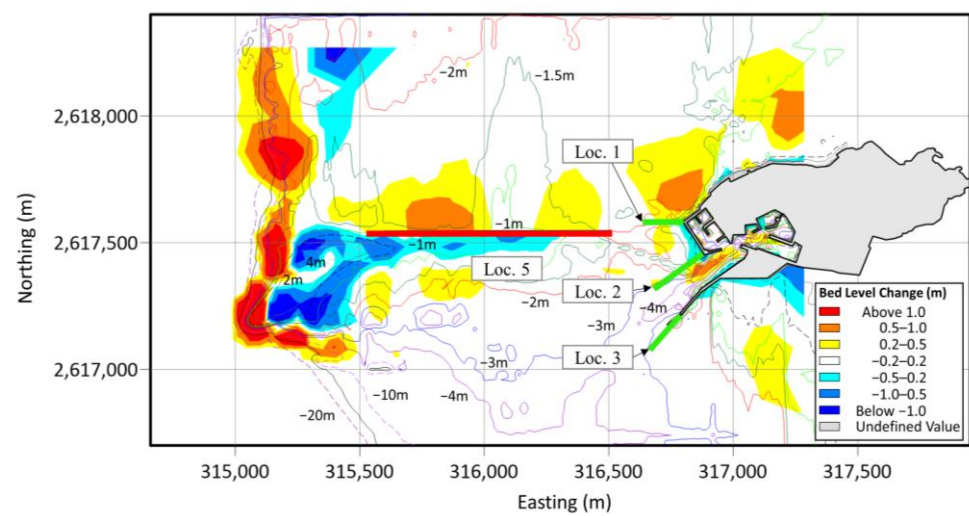 −2m
−1.5m
2,618,000
Loc. 1
−1m
2,617,500
−1m
4m
2m
Loc. 5
−2m
Loc. 2
−4m
−3m
Loc. 3
−3m
−4m
−10m
−20m
2,617,000
Northing (m)
Bed Level Change (m)
Above 1.0
0.5–1.0
0.2–0.5
−0.2–0.2
−0.5–0.2
−1.0–0.5
Below −1.0
Undefined Value
315,000
315,500
316,000
316,500
317,000
317,500
Easting (m)